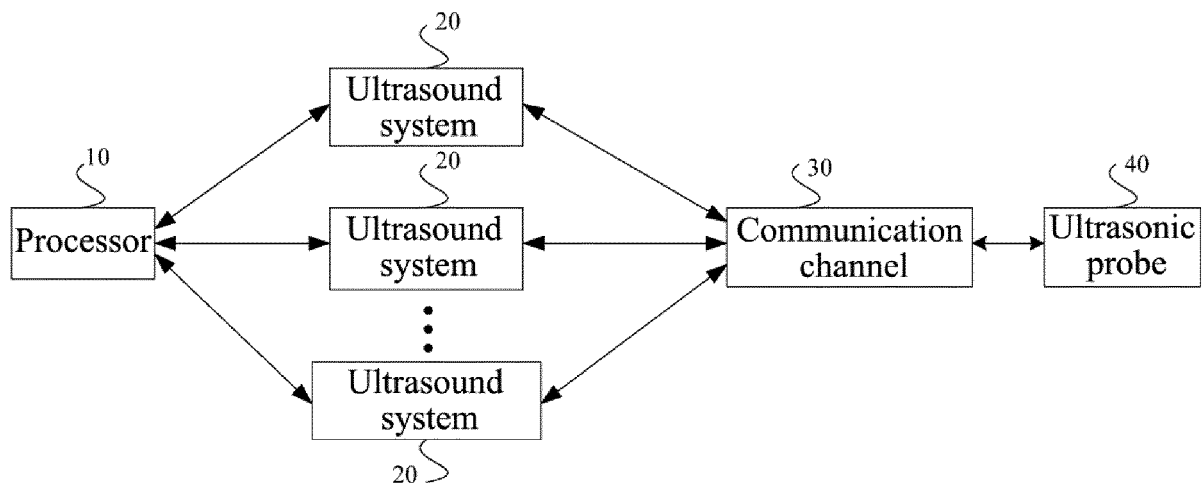 20
Ultrasound
system
10
20
30
40
Processor
Ultrasound
system
Communication
channel
Ultrasonic
probe
Ultrasound
system
20